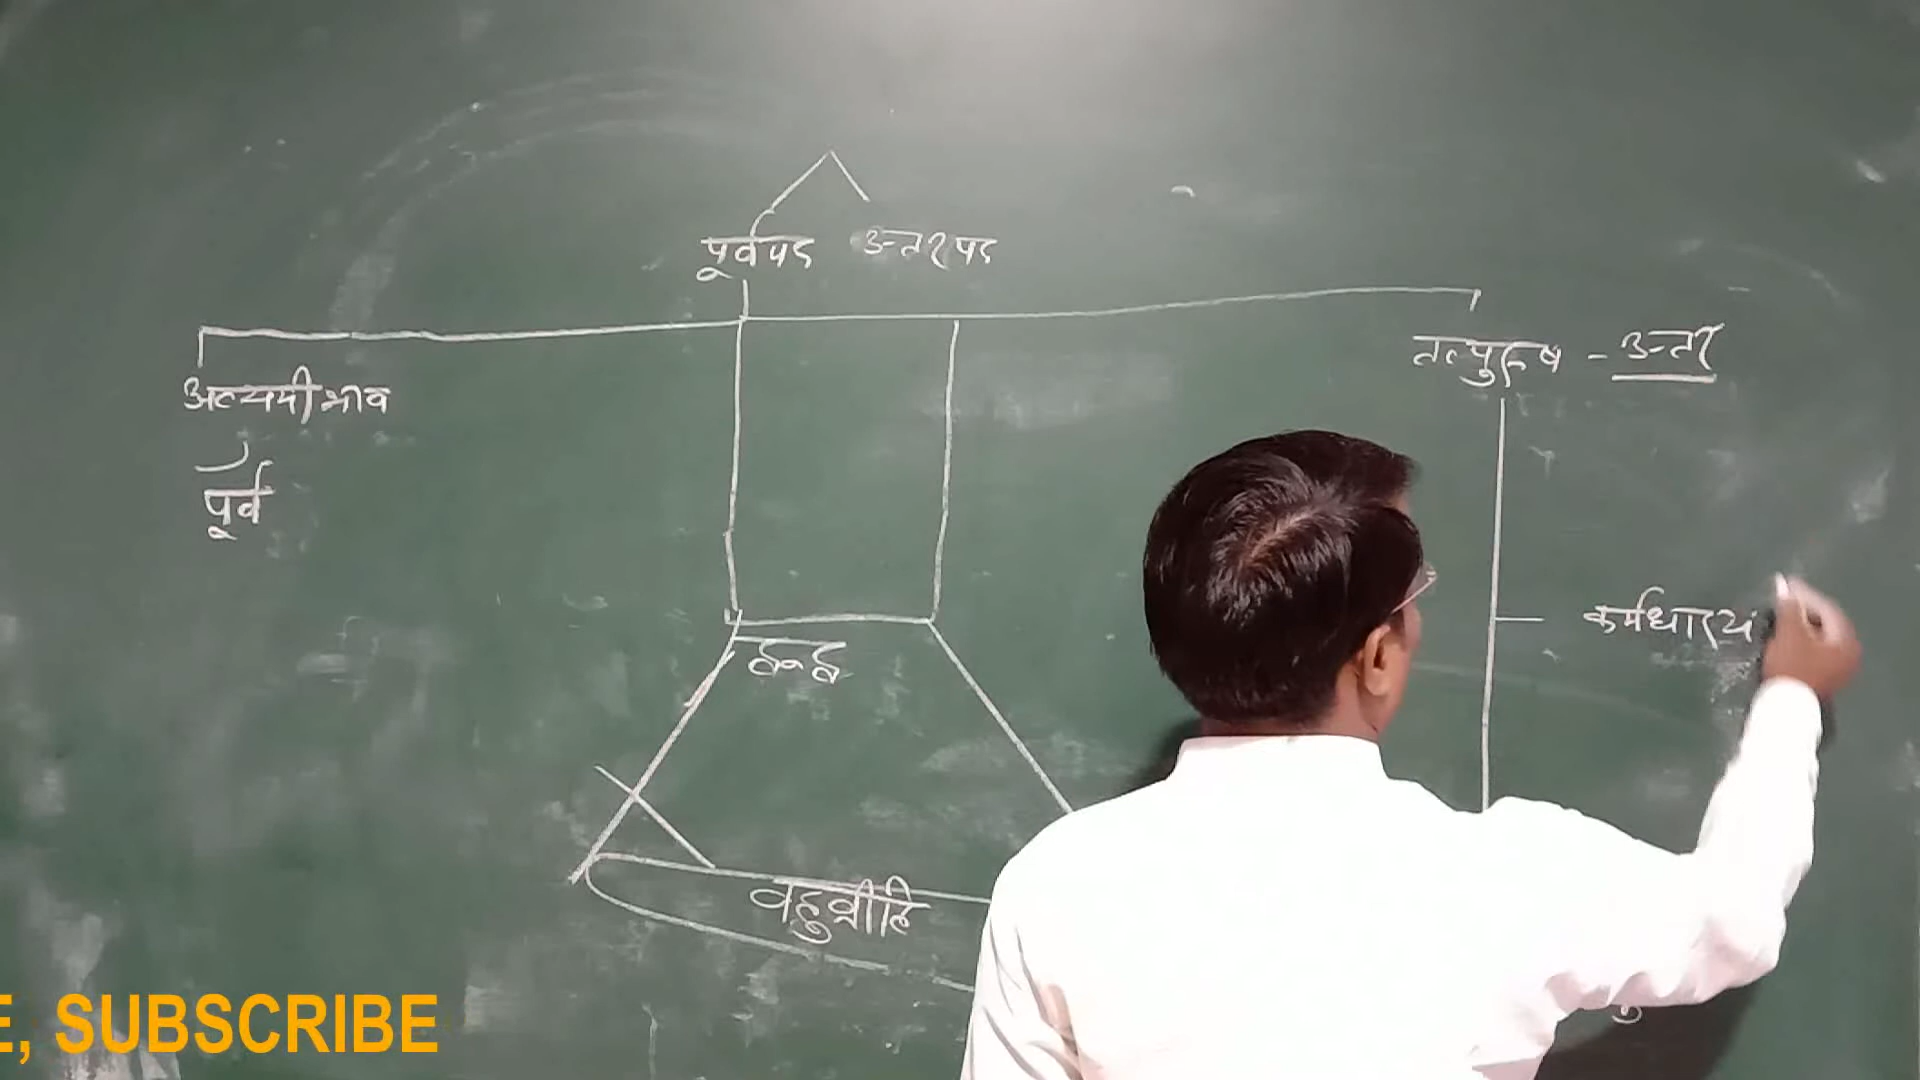 पूर्वपद उत्तरपद
अव्ययीभाव
पूर्व
तत्पुरुष - उत्तर
कर्मधारय
द्वन्द्व
बहुव्रीहि
E, SUBSCRIBE